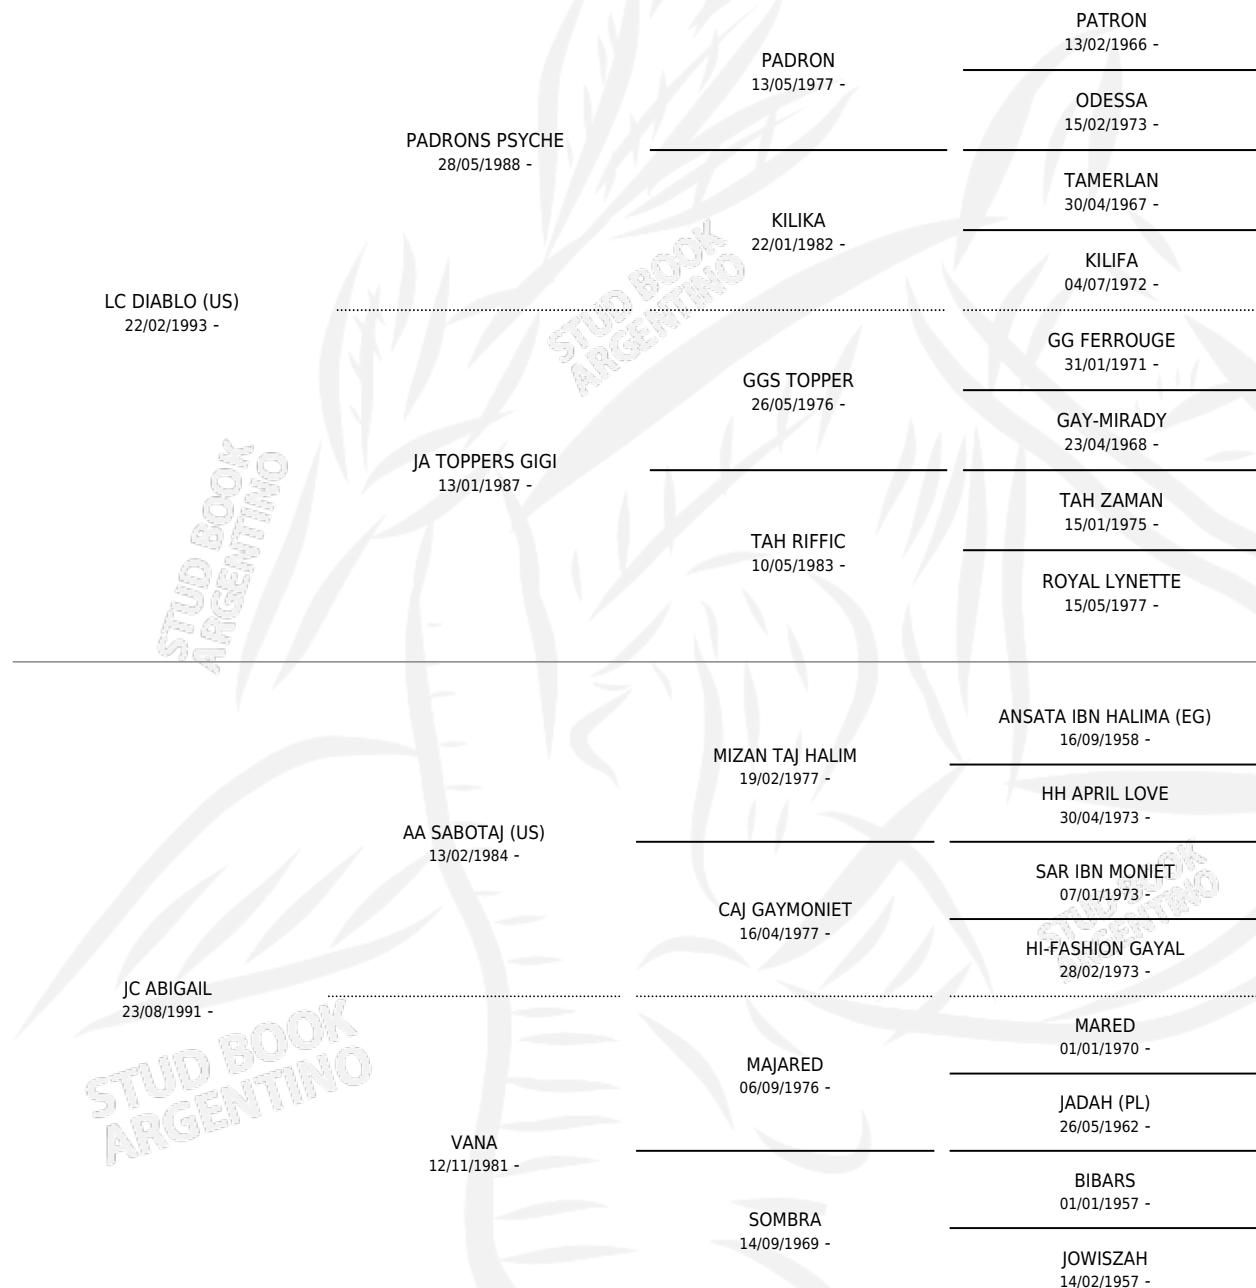 PATRON
13/02/1966 -
PADRON
13/05/1977 -
ODESSA
15/02/1973 -
PADRONS PSYCHE
28/05/1988 -
TAMERLAN
30/04/1967 -
KILIKA
22/01/1982 -
KILIFA
04/07/1972 -
LC DIABLO (US)
22/02/1993 -
GG FERROUGE
31/01/1971 -
GGS TOPPER
26/05/1976 -
GAY-MIRADY
23/04/1968 -
JA TOPPERS GIGI
13/01/1987 -
TAH ZAMAN
15/01/1975 -
TAH RIFFIC
10/05/1983 -
ROYAL LYNETTE
15/05/1977 -
ANSATA IBN HALIMA (EG)
16/09/1958 -
MIZAN TAJ HALIM
19/02/1977 -
HH APRIL LOVE
30/04/1973 -
AA SABOTAJ (US)
13/02/1984 -
SAR IBN MONIET
07/01/1973 -
CAJ GAYMONIET
16/04/1977 -
HI-FASHION GAYAL
28/02/1973 -
JC ABIGAIL
23/08/1991 -
MARED
01/01/1970 -
MAJARED
06/09/1976 -
JADAH (PL)
26/05/1962 -
VANA
12/11/1981 -
BIBARS
01/01/1957 -
SOMBRA
14/09/1969 -
JOWISZAH
14/02/1957 -
STUD BOOK
ARGENTINO
STUD BOOK
ARGENTINO
STUD BOOK
ARGENTINO
STUD BOOK
ARGENTINO